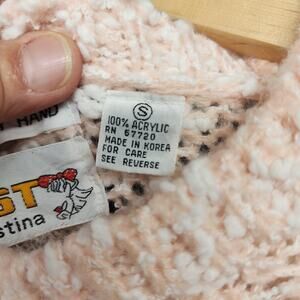 HAND
S
100% ACRYLIC
RN 67720
MADE IN KOREA
FOR CARE
SEE REVERSE
ST
stina